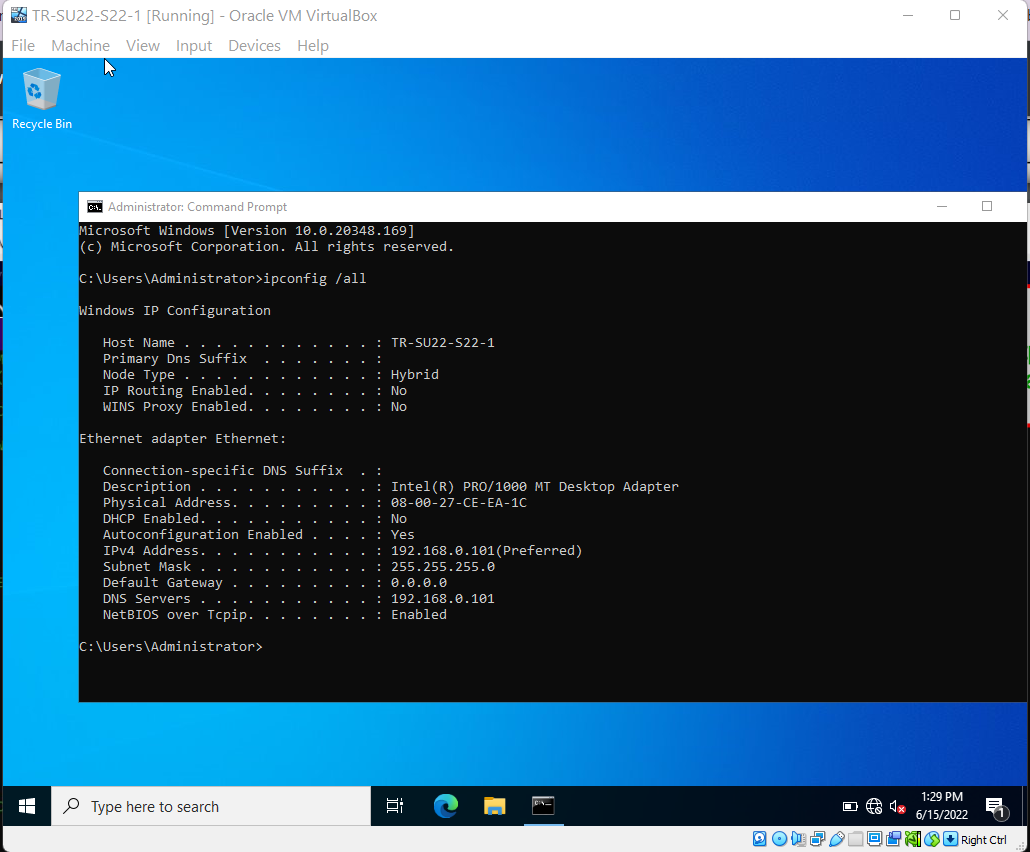 TR-SU22-S22-1 [Running] - Oracle VM VirtualBox
File Machine View Input Devices Help
Recycle Bin
Administrator: Command Prompt
Microsoft Windows [Version 10.0.20348.169]
(c) Microsoft Corporation. All rights reserved.
C:\Users\Administrator>ipconfig /all
Windows IP Configuration
Host Name . . . . . . . . . . . . : TR-SU22-S22-1
Primary Dns Suffix  . . . . . . . :
Node Type . . . . . . . . . . . . : Hybrid
IP Routing Enabled. . . . . . . . : No
WINS Proxy Enabled. . . . . . . . : No
Ethernet adapter Ethernet:
Connection-specific DNS Suffix  . :
Description . . . . . . . . . . . : Intel(R) PRO/1000 MT Desktop Adapter
Physical Address. . . . . . . . . : 08-00-27-CE-EA-1C
DHCP Enabled. . . . . . . . . . . : No
Autoconfiguration Enabled . . . . : Yes
IPv4 Address. . . . . . . . . . . : 192.168.0.101(Preferred)
Subnet Mask . . . . . . . . . . . : 255.255.255.0
Default Gateway . . . . . . . . . : 0.0.0.0
DNS Servers . . . . . . . . . . . : 192.168.0.101
NetBIOS over Tcpip. . . . . . . . : Enabled
C:\Users\Administrator>
Type here to search
1:29 PM
6/15/2022
1
Right Ctrl